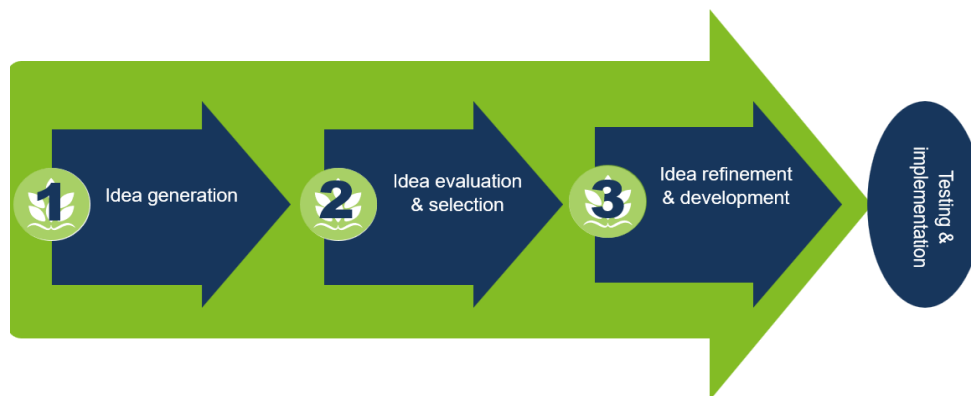 1
Idea generation
2
Idea evaluation
& selection
3
Idea refinement
& development
Testing &
implementation